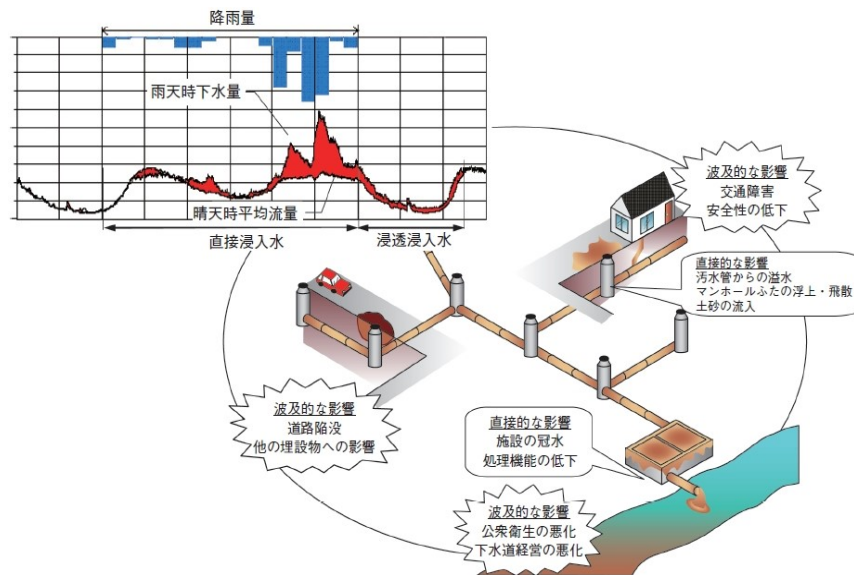 降雨量
雨天時下水量
晴天時平均流量
直接浸入水
浸透浸入水
波及的な影響
交通障害
安全性の低下
直接的な影響
汚水管からの溢水
マンホールふたの浮上・飛散
土砂の流入
波及的な影響
道路陥没
他の埋設物への影響
直接的な影響
施設の冠水
処理機能の低下
波及的な影響
公衆衛生の悪化
下水道経営の悪化